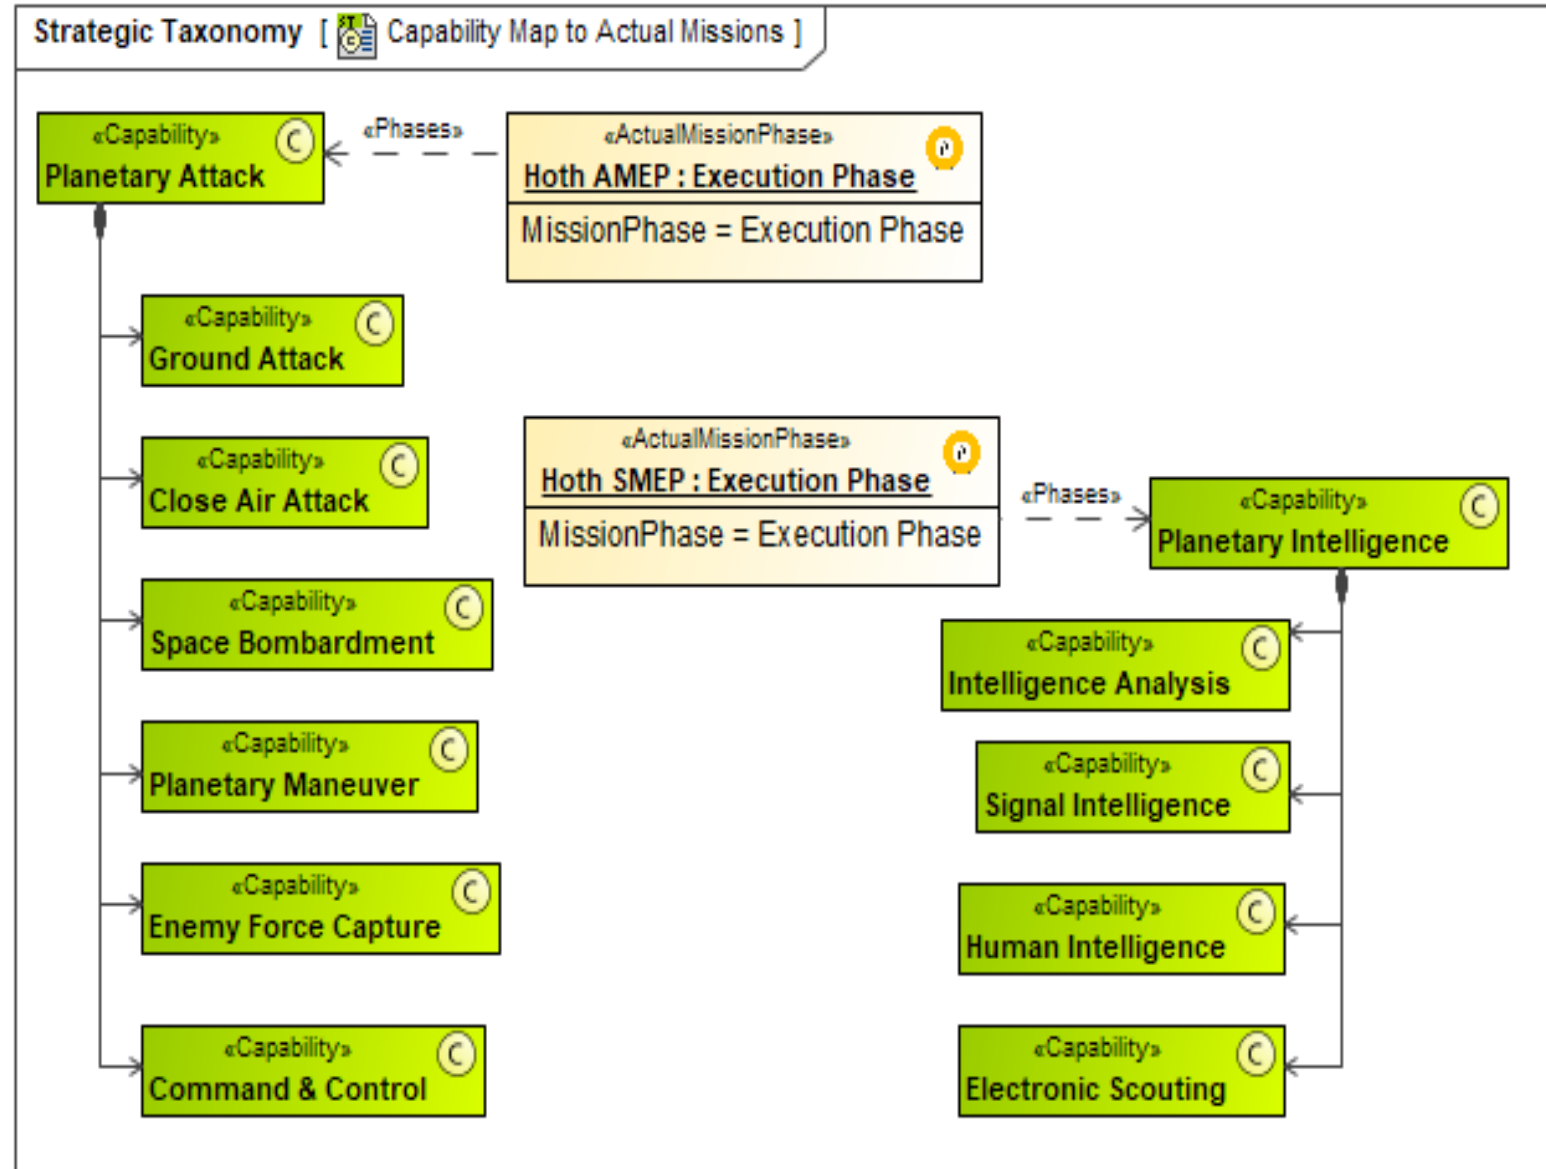 Strategic Taxonomy [ ST C Capability Map to Actual Missions ]
«Capability» C
Planetary Attack
«Phases»
«ActualMissionPhase»
Hoth AMEP : Execution Phase
MissionPhase = Execution Phase
«Capability» C
Ground Attack
«Capability» C
Close Air Attack
«ActualMissionPhase»
Hoth SMEP : Execution Phase
MissionPhase = Execution Phase
«Phases»
«Capability» C
Planetary Intelligence
«Capability» C
Space Bombardment
«Capability» C
Intelligence Analysis
«Capability» C
Planetary Maneuver
«Capability» C
Signal Intelligence
«Capability» C
Enemy Force Capture
«Capability» C
Human Intelligence
«Capability» C
Command & Control
«Capability» C
Electronic Scouting